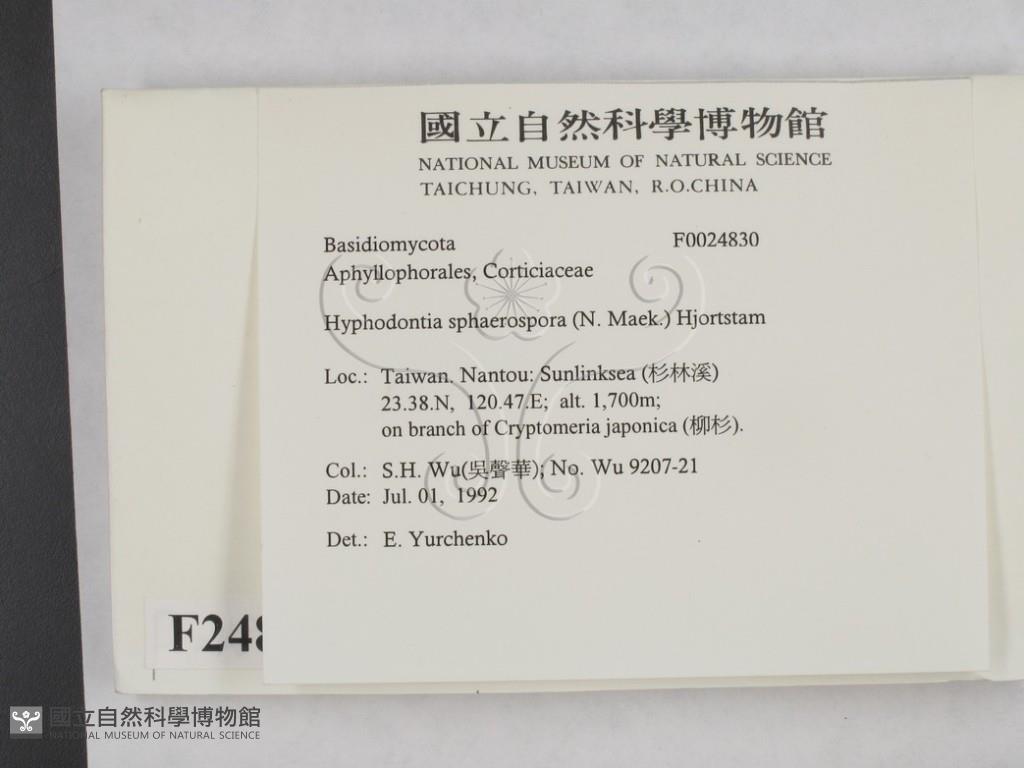 國立自然科學博物館
NATIONAL MUSEUM OF NATURAL SCIENCE
TAICHUNG, TAIWAN, R.O.CHINA
Basidiomycota F0024830
Aphyllophorales, Corticiaceae
Hyphodontia sphaerospora (N. Maek.) Hjortstam
Loc.: Taiwan. Nantou: Sunlinksea (杉林溪)
23.38.N, 120.47.E; alt. 1,700m;
on branch of Cryptomeria japonica (柳杉).
Col.: S.H. Wu(吳聲華); No. Wu 9207-21
Date: Jul. 01, 1992
Det.: E. Yurchenko
F248
國立自然科學博物館
NATIONAL MUSEUM OF NATURAL SCIENCE